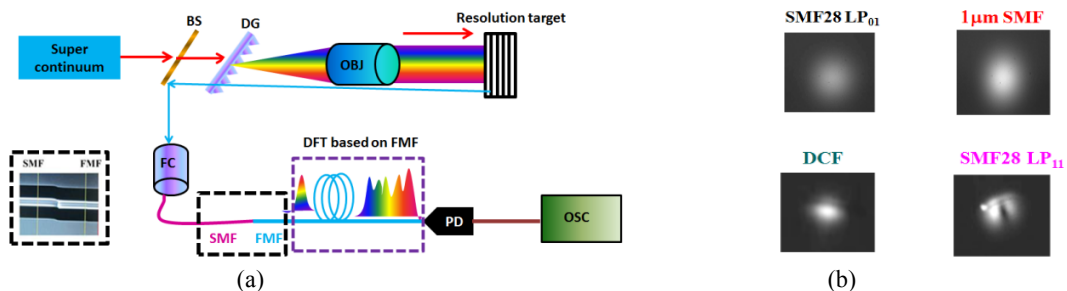 BS
DG
Resolution target
Super
continuum
OBJ
FC
DFT based on FMF
SMF
FMF
SMF
FMF
PD
OSC
(a)
SMF28 LP₀₁
1μm SMF
DCF
SMF28 LP₁₁
(b)